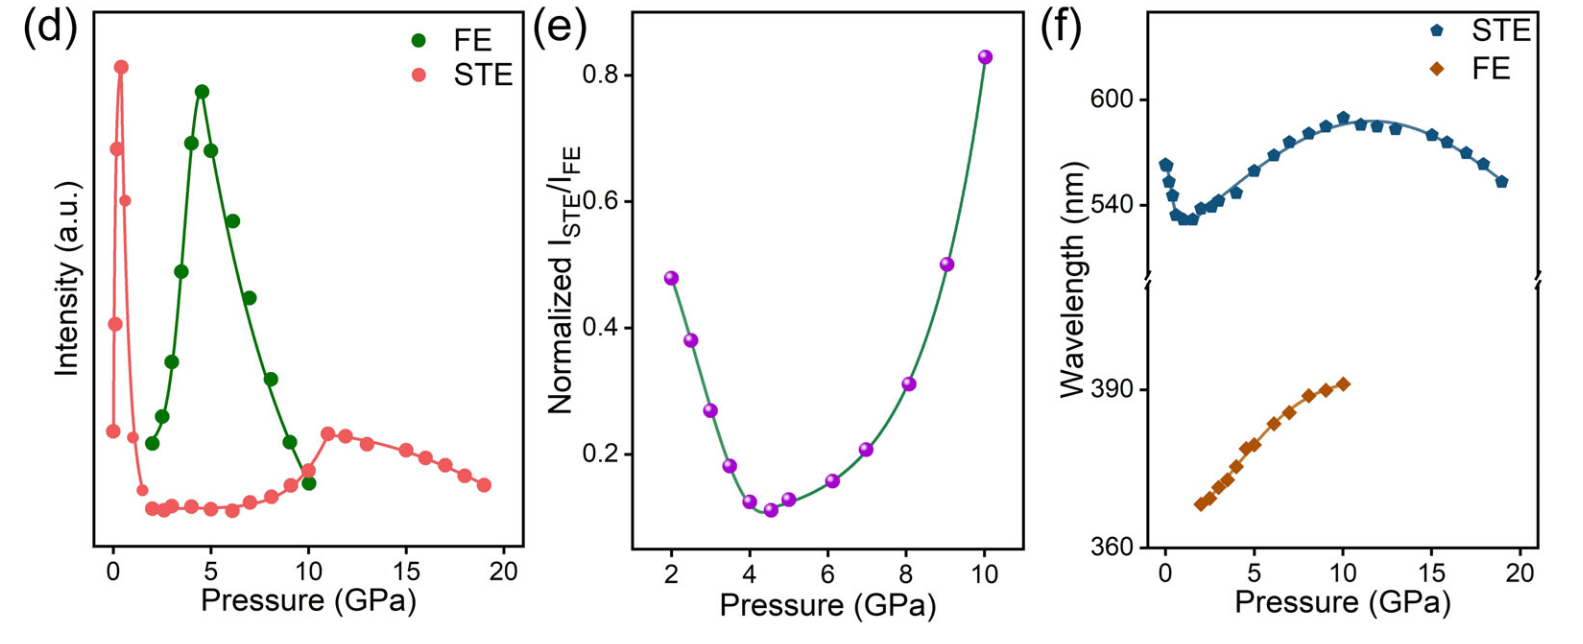 (d)
FE
STE
Intensity (a.u.)
0 5 10 15 20
Pressure (GPa)
(e)
0.8
0.6
0.4
0.2
Normalized I_STE/I_FE
2 4 6 8 10
Pressure (GPa)
(f)
STE
FE
600
540
390
360
Wavelength (nm)
0 5 10 15 20
Pressure (GPa)